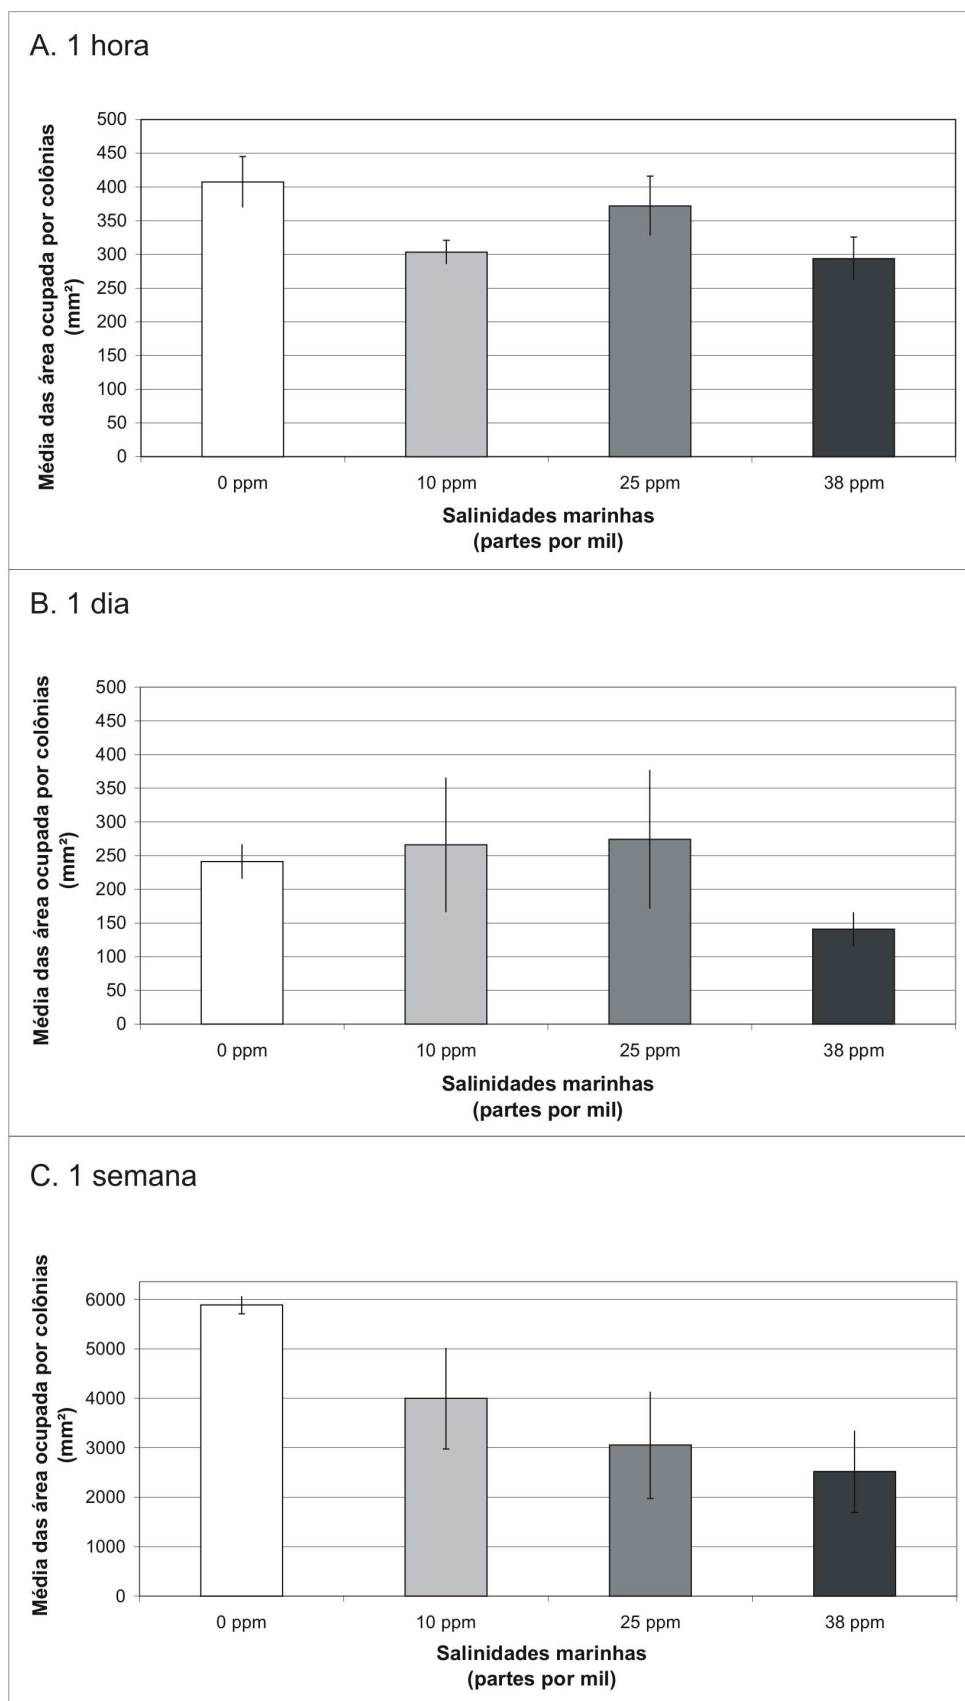 A. 1 hora
Média das área ocupada por colônias
(mm²)
500
450
400
350
300
250
200
150
100
50
0
0 ppm
10 ppm
25 ppm
38 ppm
Salinidades marinhas
(partes por mil)
B. 1 dia
Média das área ocupada por colônias
(mm²)
500
450
400
350
300
250
200
150
100
50
0
0 ppm
10 ppm
25 ppm
38 ppm
Salinidades marinhas
(partes por mil)
C. 1 semana
Média das área ocupada por colônias
(mm²)
6000
5000
4000
3000
2000
1000
0
0 ppm
10 ppm
25 ppm
38 ppm
Salinidades marinhas
(partes por mil)